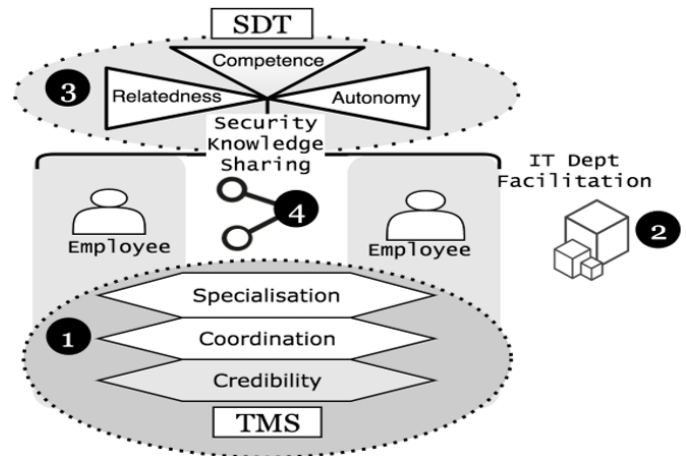 SDT
Competence
3
Relatedness
Autonomy
Security
Knowledge
Sharing
IT Dept
Facilitation
4
2
Employee
Employee
Specialisation
1
Coordination
Credibility
TMS